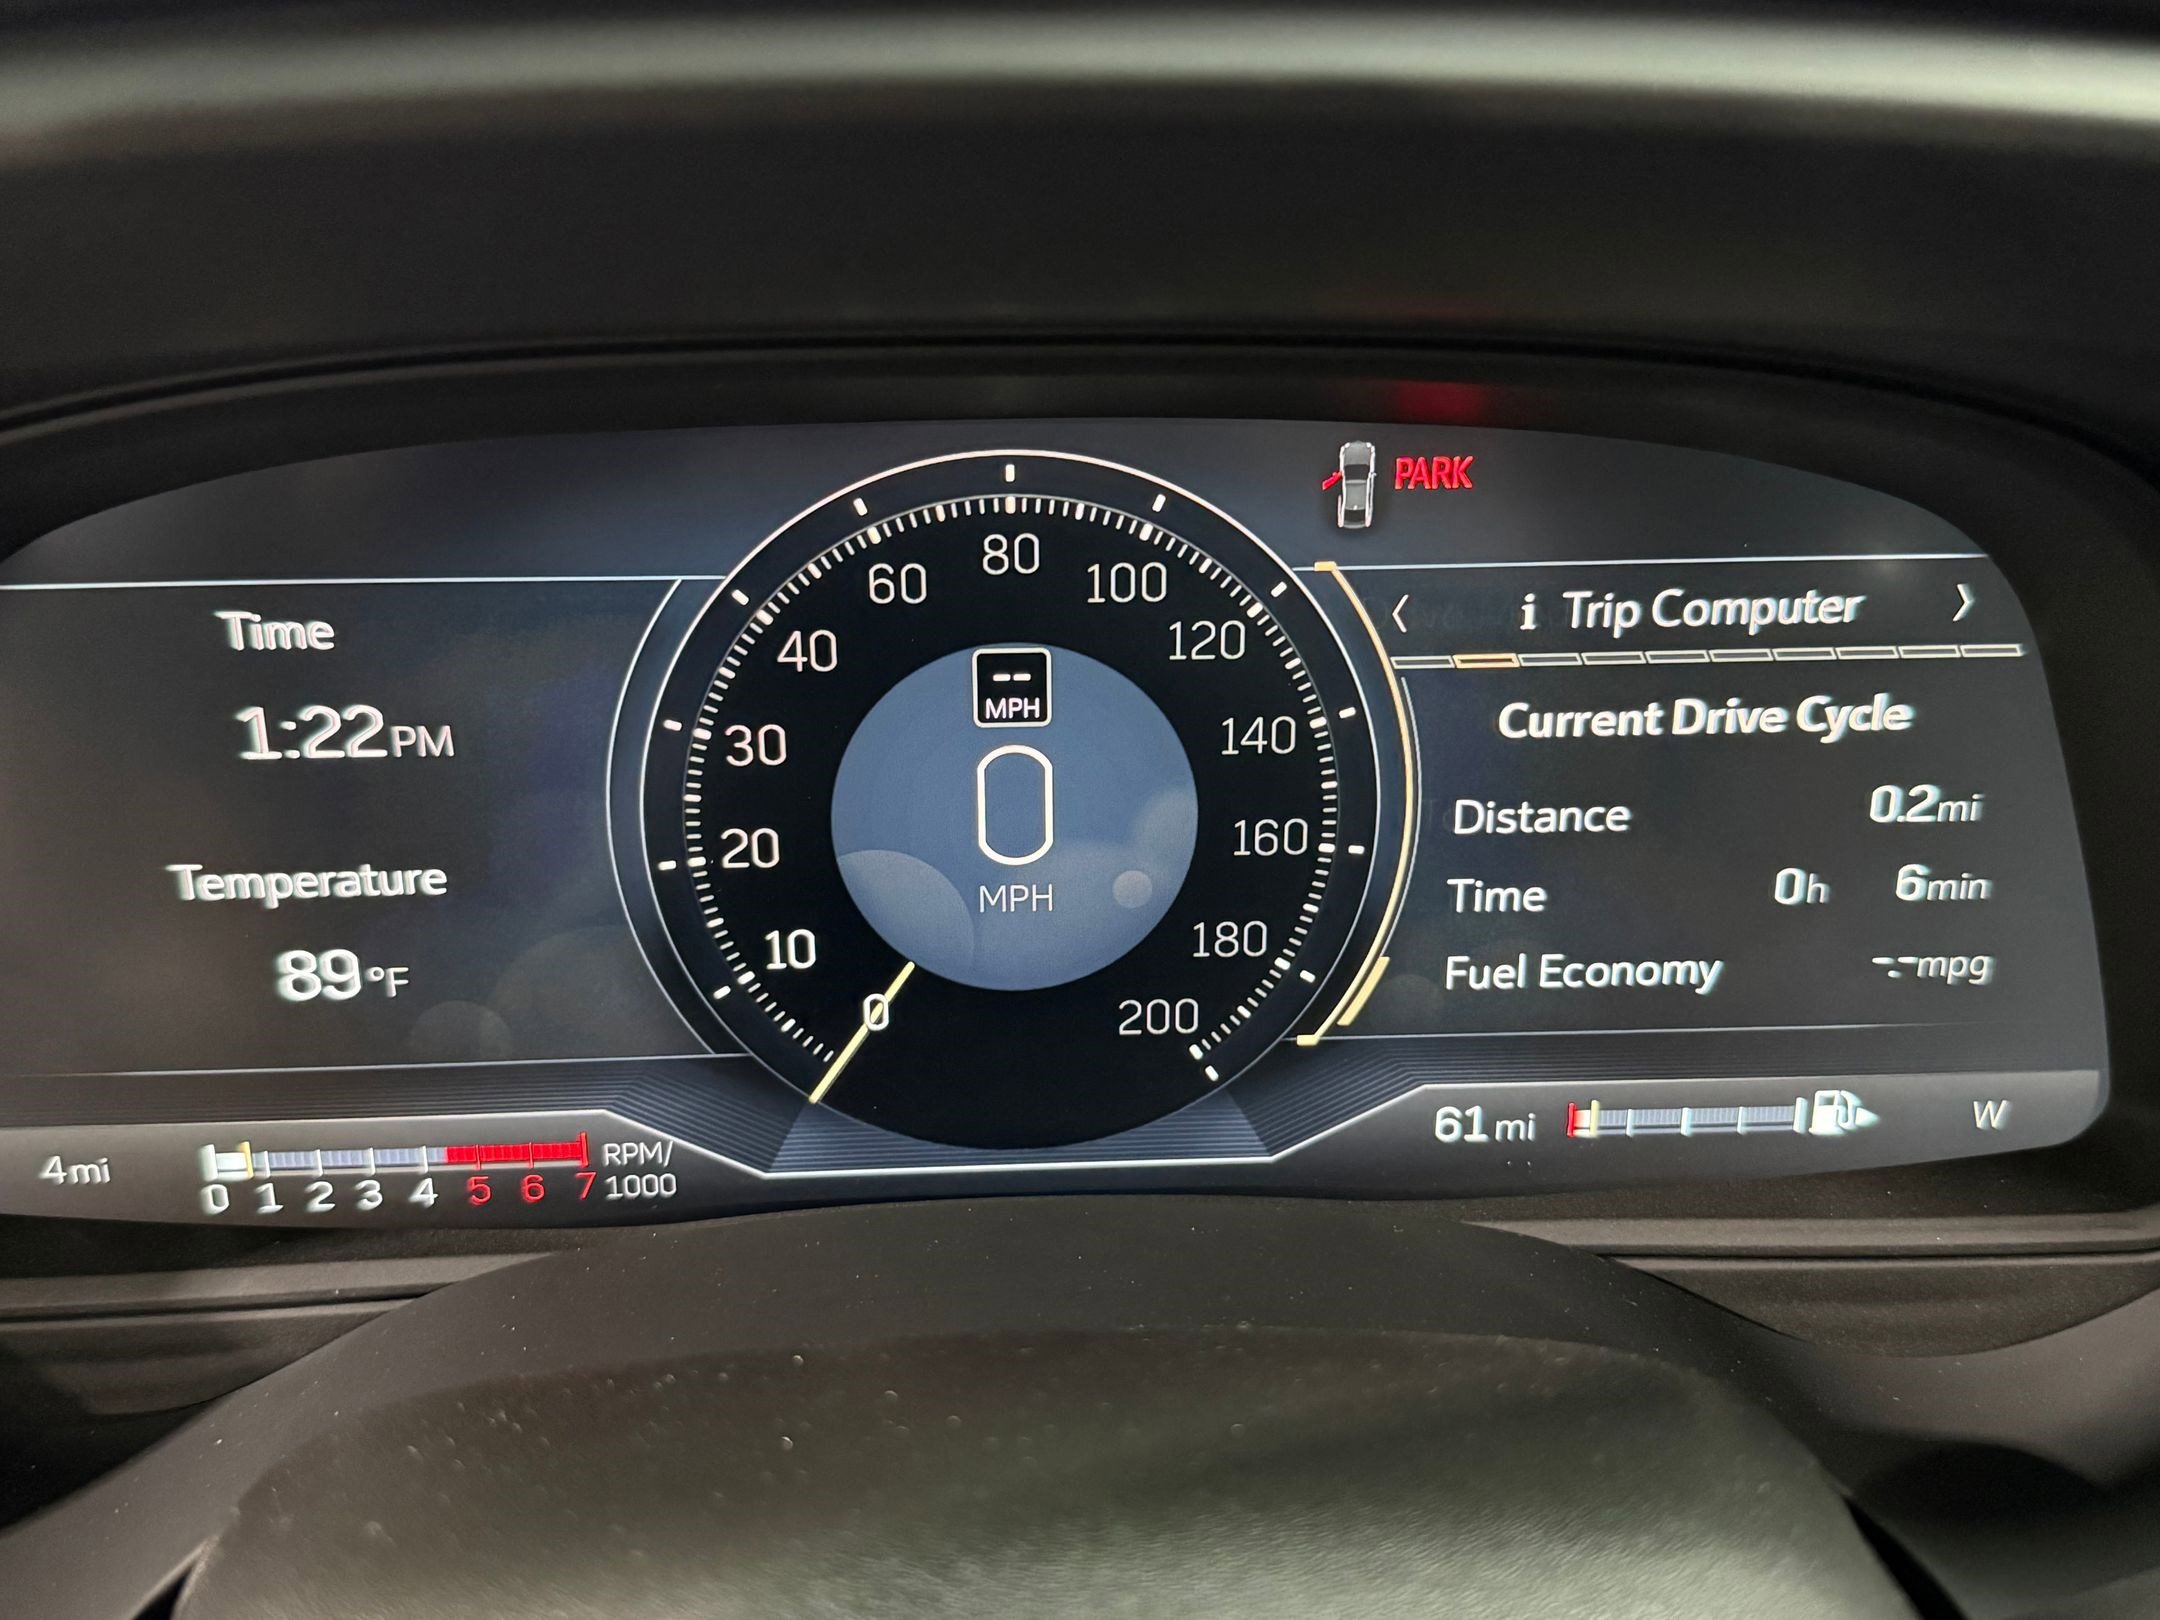 PARK
Time
1:22PM
Temperature
89°F
10
20
30
40
60
80
100
120
140
160
180
200
0
-- MPH
0
MPH
i Trip Computer
Current Drive Cycle
Distance 0.2mi
Time 0h 6min
Fuel Economy --.-mpg
4mi
0 1 2 3 4 5 6 7
RPM/
1000
61mi
W